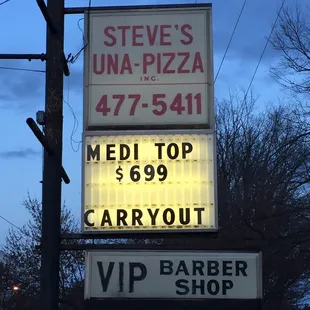 STEVE'S
UNA-PIZZA
INC.
477-5411
MEDI TOP
$699
CARRYOUT
VIP BARBER
SHOP